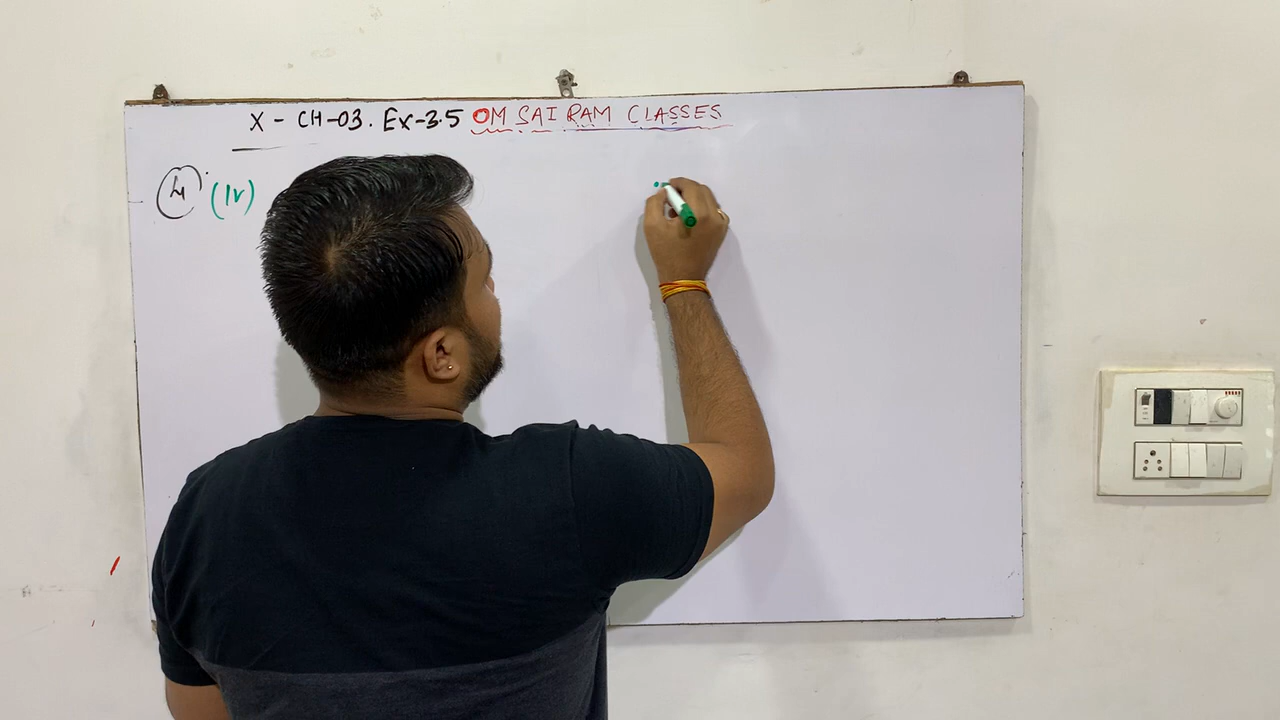 X - CH-03. Ex-3.5 OM SAI RAM CLASSES
4. (iv)